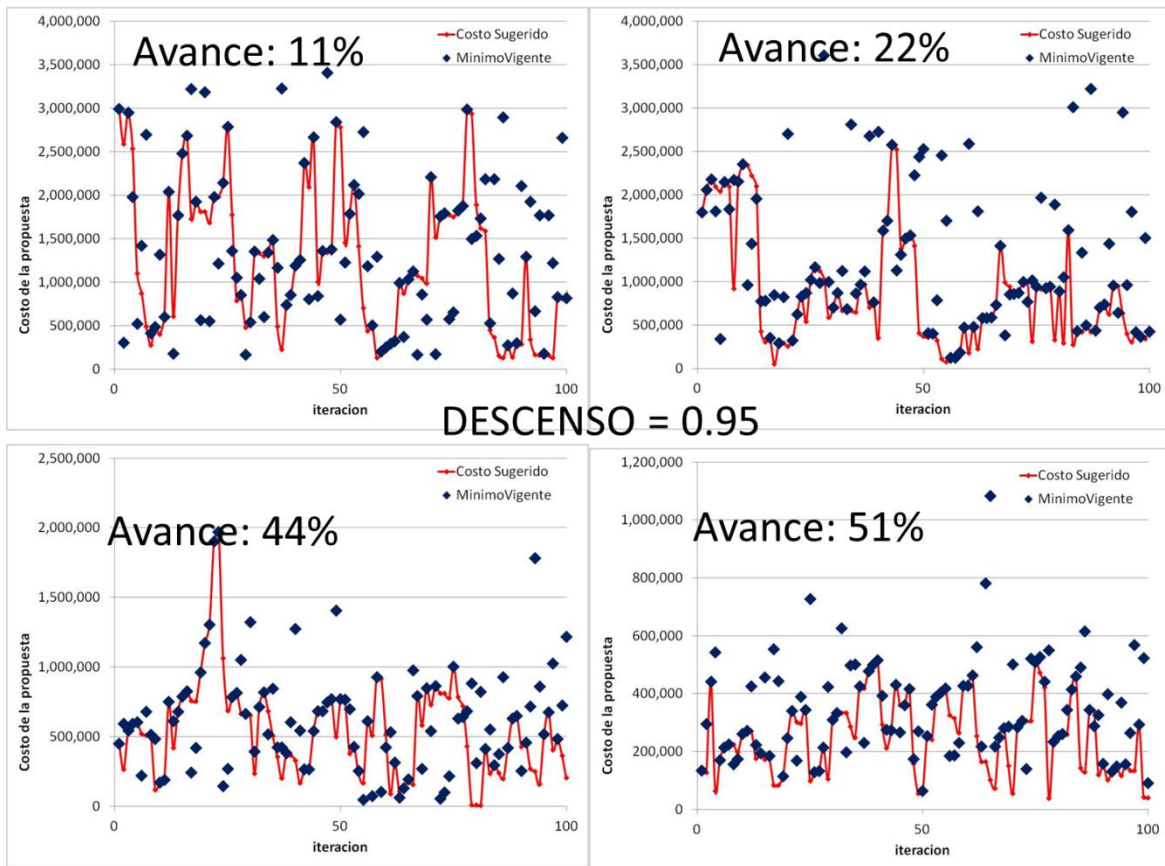 4,000,000
3,500,000
3,000,000
2,500,000
2,000,000
1,500,000
1,000,000
500,000
0
Costo de la propuesta
Avance: 11%
Costo Sugerido
MinimoVigente
0
50
100
iteracion
4,000,000
3,500,000
3,000,000
2,500,000
2,000,000
1,500,000
1,000,000
500,000
0
Costo de la propuesta
Avance: 22%
Costo Sugerido
MinimoVigente
0
50
100
iteracion
DESCENSO = 0.95
2,500,000
2,000,000
1,500,000
1,000,000
500,000
0
Costo de la propuesta
Avance: 44%
Costo Sugerido
MinimoVigente
0
50
100
iteracion
1,200,000
1,000,000
800,000
600,000
400,000
200,000
0
Costo de la propuesta
Avance: 51%
Costo Sugerido
MinimoVigente
0
50
100
iteracion